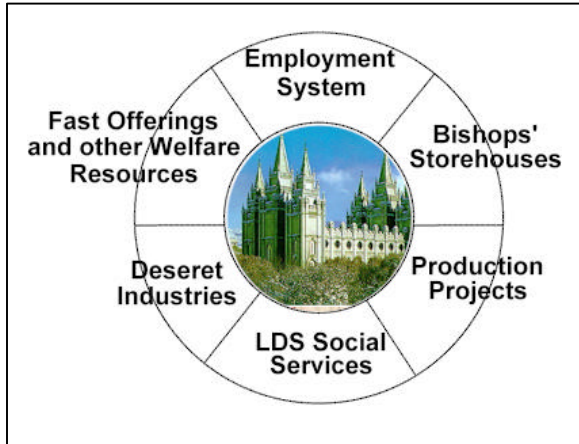 Employment
System
Bishops'
Storehouses
Production
Projects
LDS Social
Services
Deseret
Industries
Fast Offerings
and other Welfare
Resources